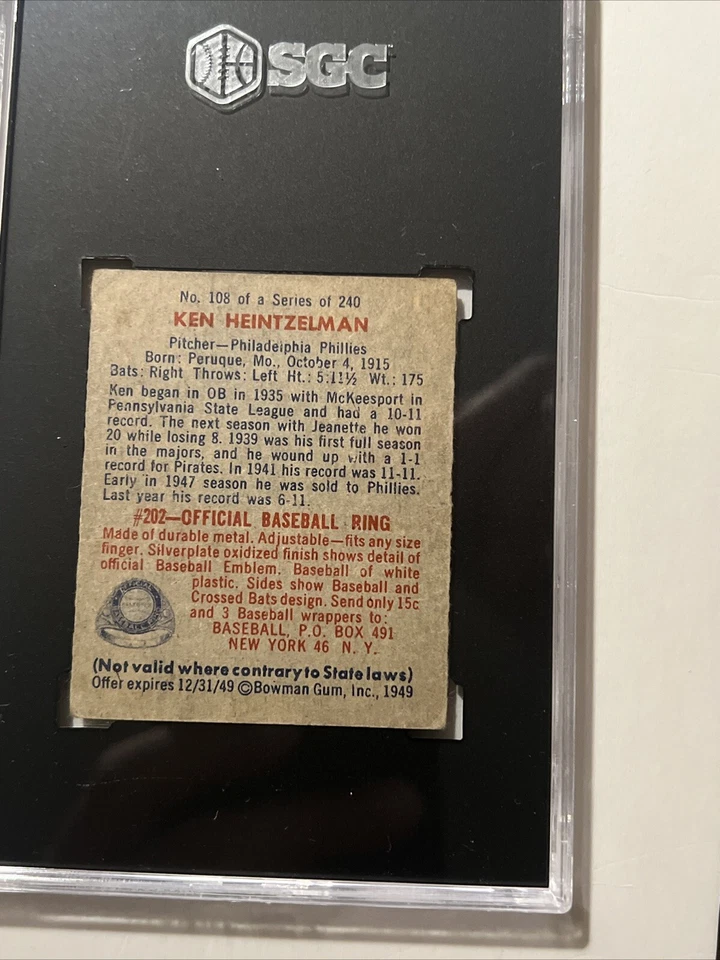 SGC
No. 108 of a Series of 240
KEN HEINTZELMAN
Pitcher—Philadelphia Phillies
Born: Peruque, Mo., October 4, 1915
Bats: Right Throws: Left Ht.: 5:11½ Wt.: 175
Ken began in OB in 1935 with McKeesport in
Pennsylvania State League and had a 10-11
record. The next season with Jeanette he won
20 while losing 8. 1939 was his first full season
in the majors, and he wound up with a 1-1
record for Pirates. In 1941 his record was 11-11.
Early in 1947 season he was sold to Phillies.
Last year his record was 6-11.
#202—OFFICIAL BASEBALL RING
Made of durable metal. Adjustable—fits any size
finger. Silverplate oxidized finish shows detail of
official Baseball Emblem. Baseball of white
plastic. Sides show Baseball and
Crossed Bats design. Send only 15c
and 3 Baseball wrappers to:
BASEBALL, P.O. BOX 491
NEW YORK 46 N. Y.
(Not valid where contrary to State laws)
Offer expires 12/31/49 ©Bowman Gum, Inc., 1949